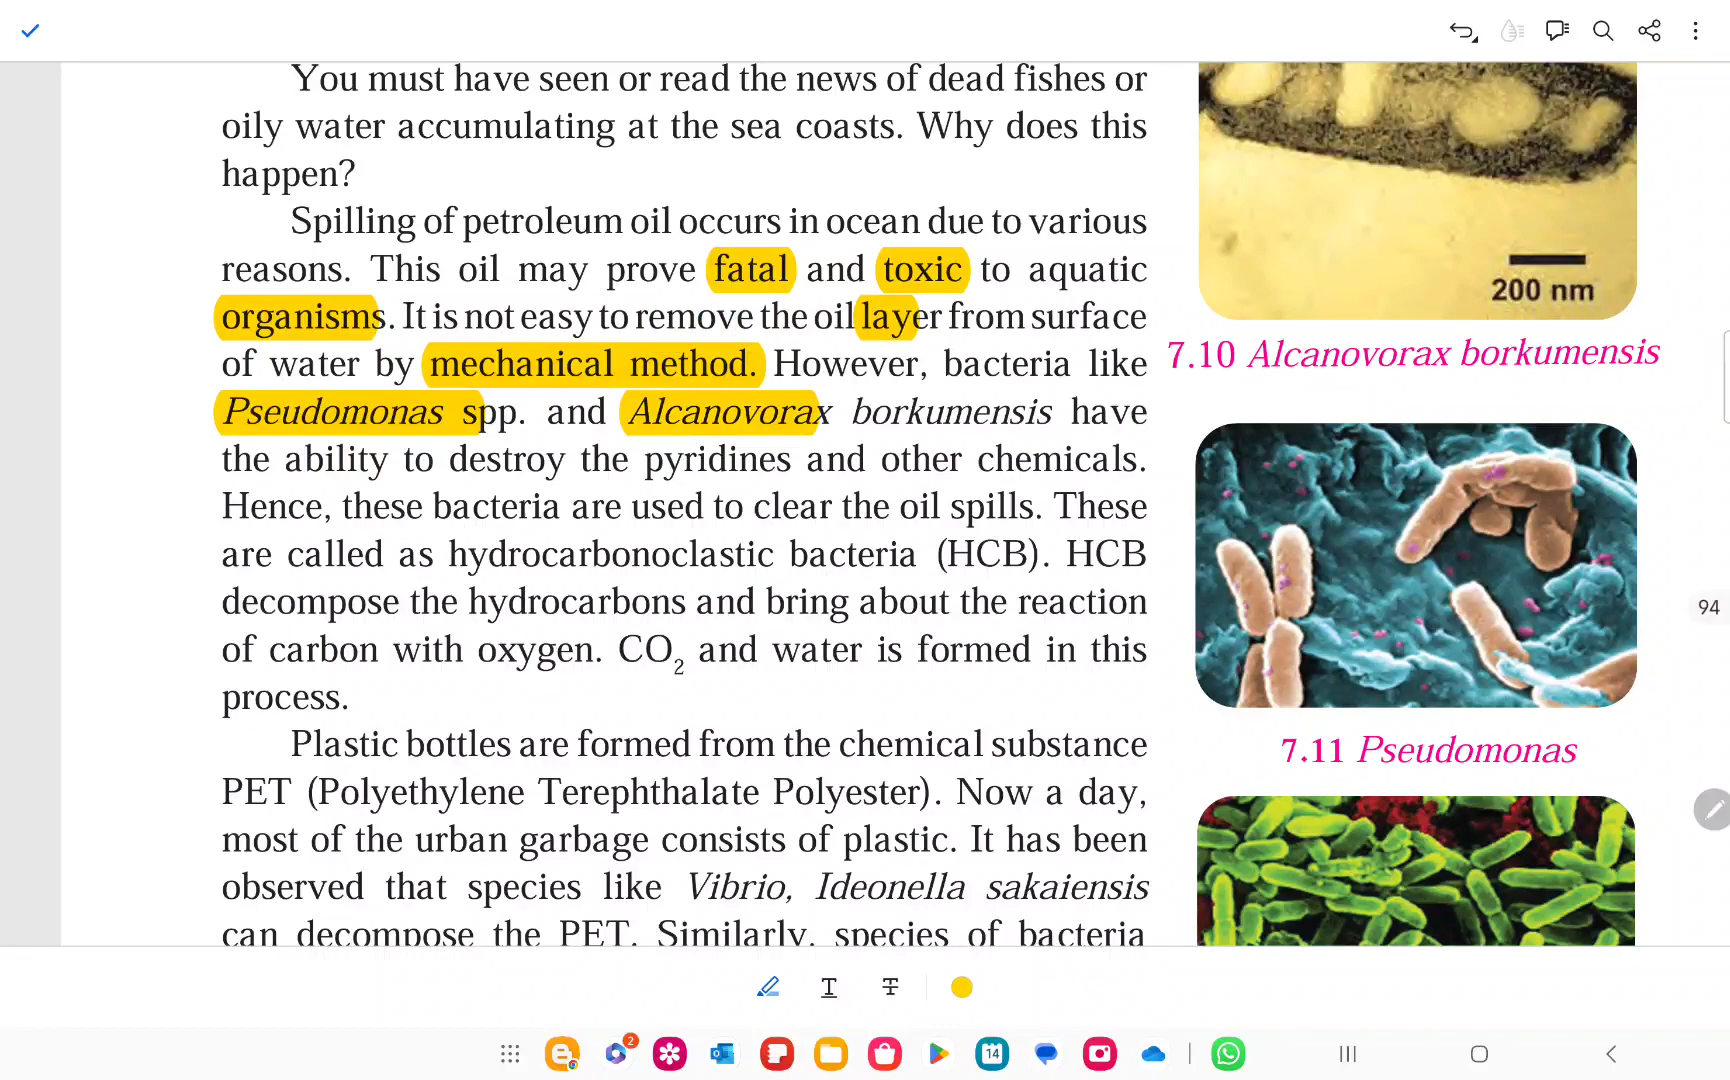 You must have seen or read the news of dead fishes or
oily water accumulating at the sea coasts. Why does this
happen?
Spilling of petroleum oil occurs in ocean due to various
reasons. This oil may prove fatal and toxic to aquatic
organisms. It is not easy to remove the oil layer from surface
of water by mechanical method. However, bacteria like
Pseudomonas spp. and Alcanovorax borkumensis have
the ability to destroy the pyridines and other chemicals.
Hence, these bacteria are used to clear the oil spills. These
are called as hydrocarbonoclastic bacteria (HCB). HCB
decompose the hydrocarbons and bring about the reaction
of carbon with oxygen. CO₂ and water is formed in this
process.
Plastic bottles are formed from the chemical substance
PET (Polyethylene Terephthalate Polyester). Now a day,
most of the urban garbage consists of plastic. It has been
observed that species like Vibrio, Ideonella sakaiensis
can decompose the PET. Similarly, species of bacteria
200 nm
7.10 Alcanovorax borkumensis
7.11 Pseudomonas
94
T T
2
14